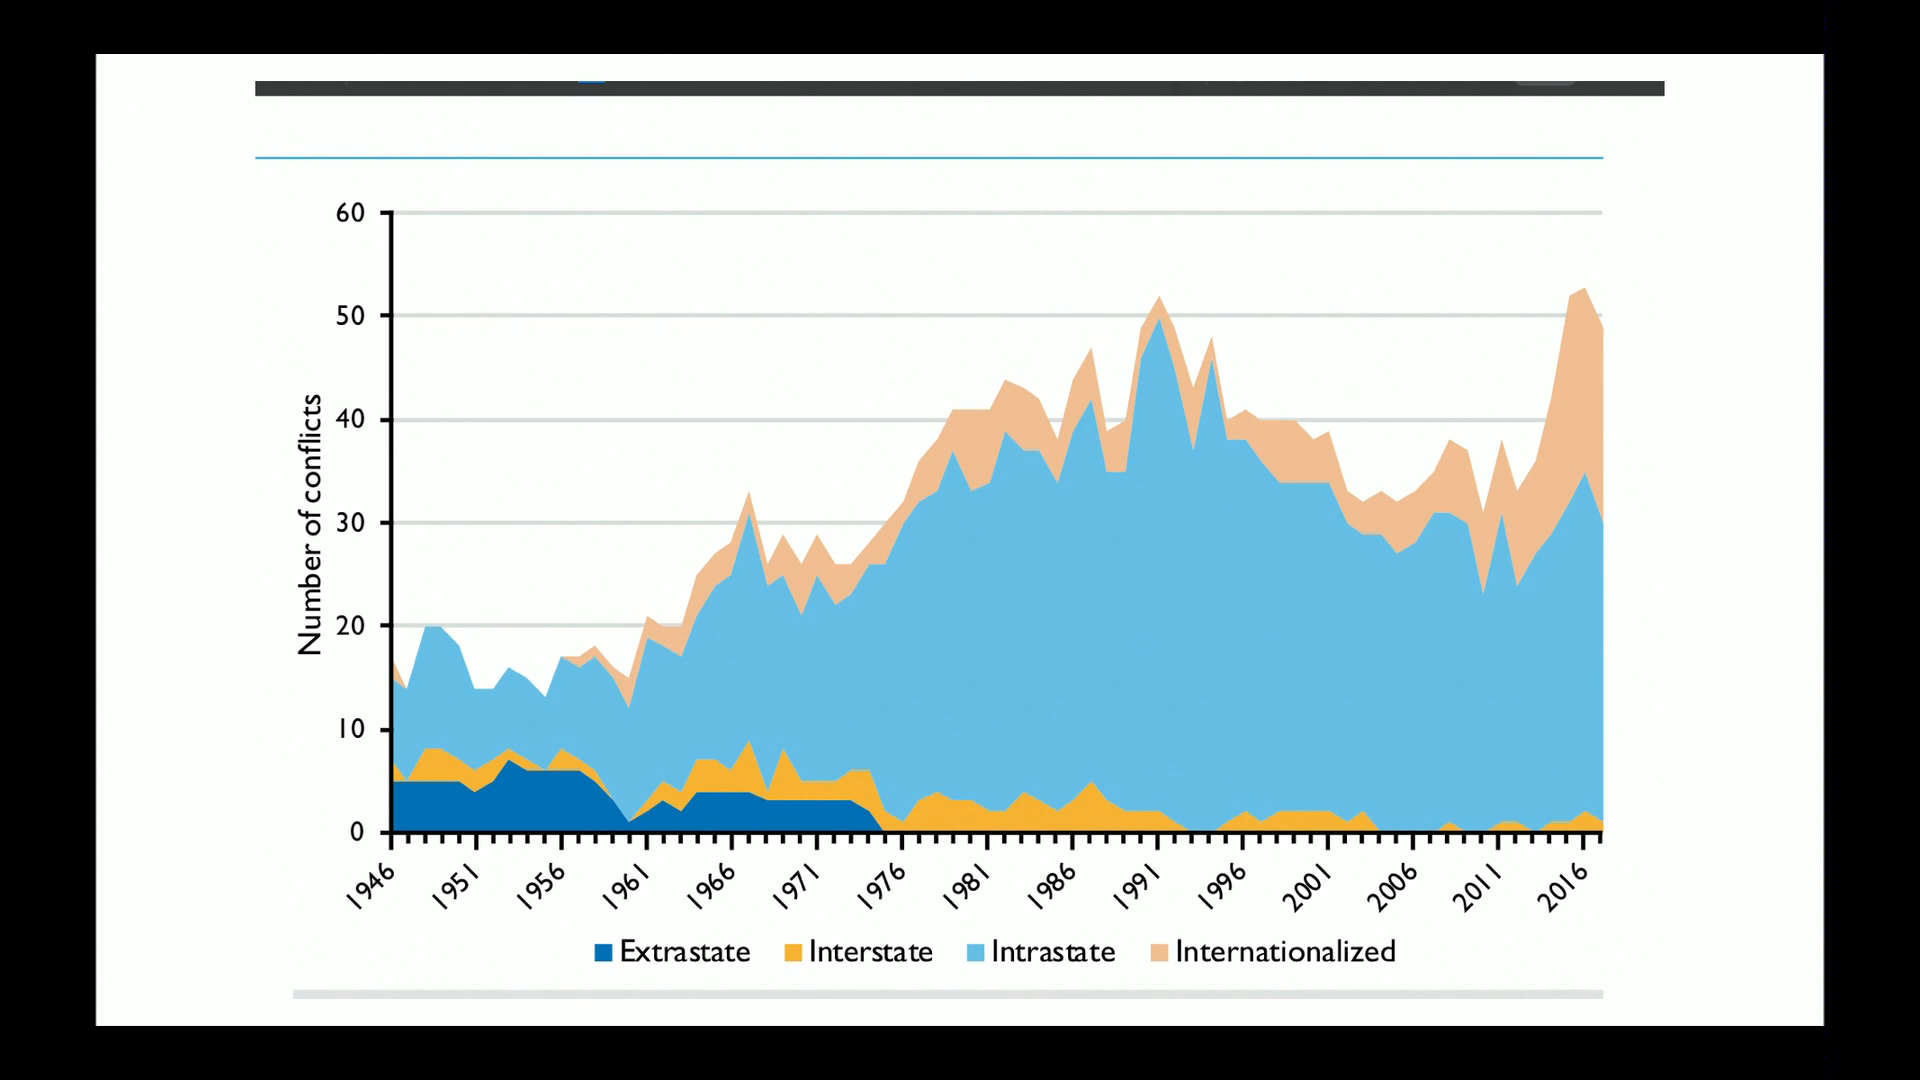 60
50
40
30
20
10
0
Number of conflicts
1946 1951 1956 1961 1966 1971 1976 1981 1986 1991 1996 2001 2006 2011 2016
Extrastate Interstate Intrastate Internationalized